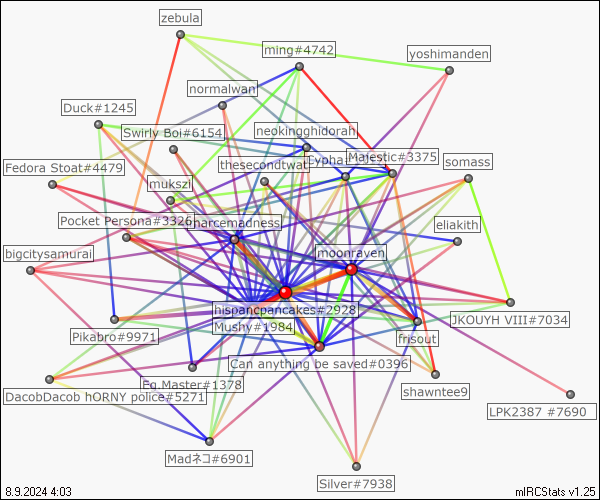 zebula
ming#4742
yoshimanden
normalwan
Duck#1245
Swirly Boi#6154
neokingghidorah
Majestic#3375
thesecondtwat
somass
Fedora Stoat#4479
mukszi
Pocket Persona#3326
harcemadness
eliakith
bigcitysamurai
moonraven
hispancpancakes#2928
JKOUYH VIII#7034
Mushy#1984
Pikabro#9971
frisout
Can anything be saved#0396
Eg.Master#1378
shawntee9
DacobDacob hORNY police#5271
LPK2387 #7690
Madネコ#6901
Silver#7938
8.9.2024 4:03
mIRCStats v1.25